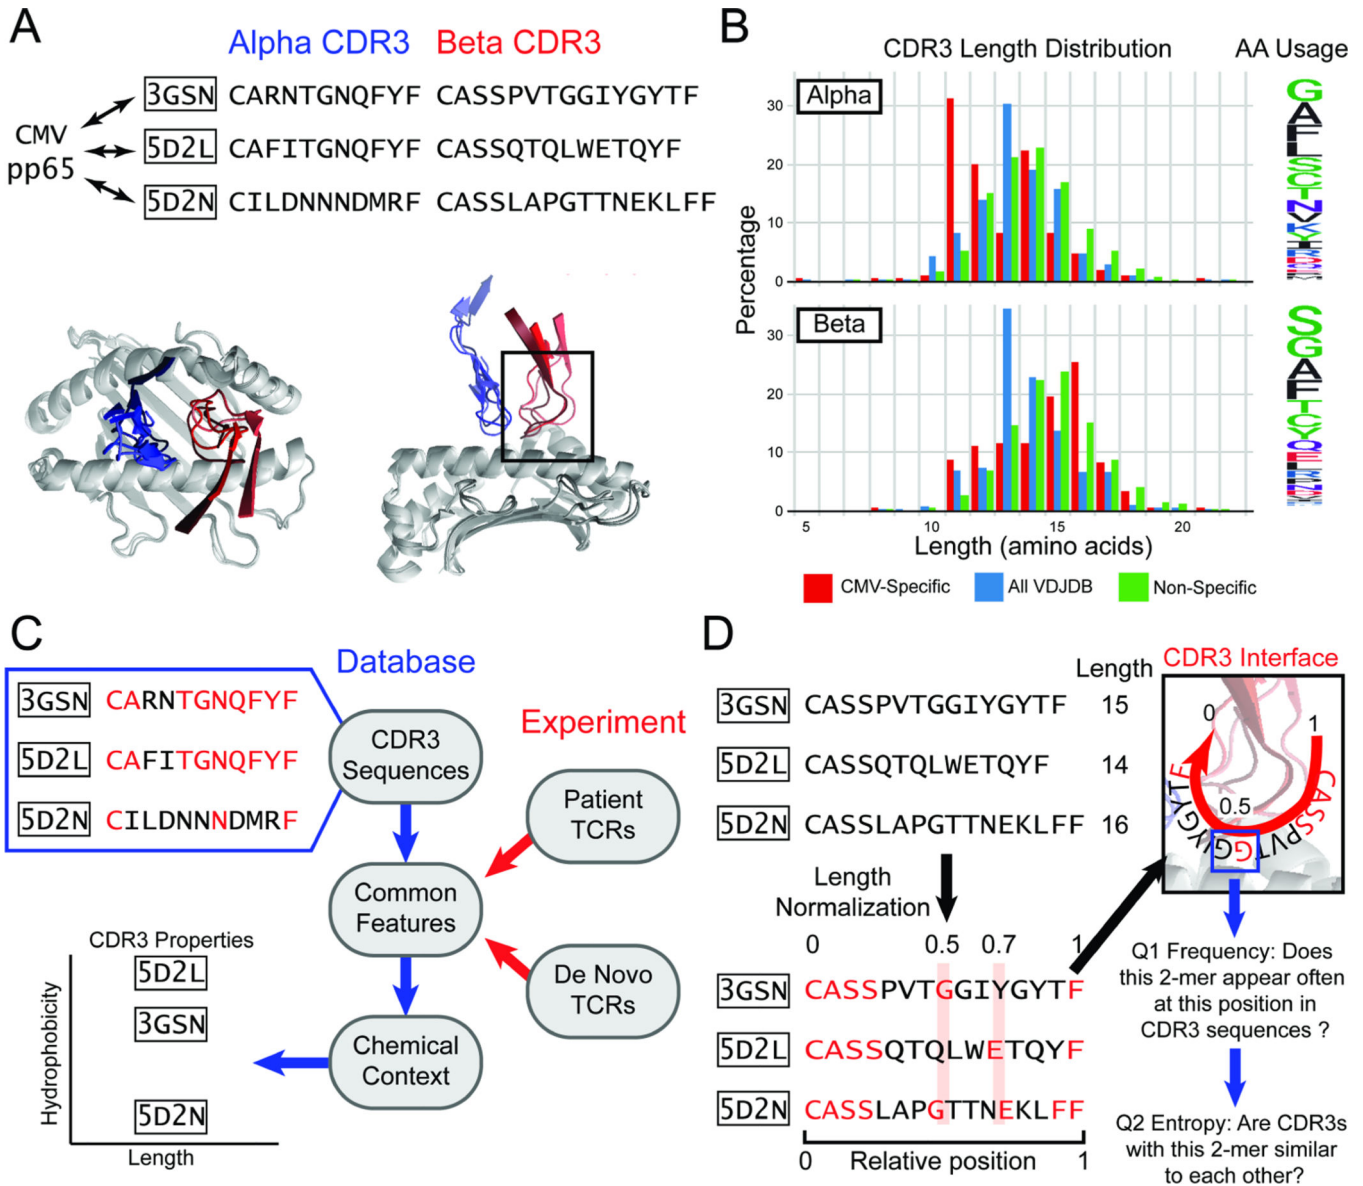 A
Alpha CDR3 Beta CDR3
3GSN CARNTGNQFYF CASSPVTGGIYGYTF
CMV
pp65
5D2L CAFITGNQFYF CASSQTQLWETQYF
5D2N CILDNNNDMRF CASSLAPGTTNEKLFF
B
CDR3 Length Distribution
AA Usage
Alpha
30
20
10
0
Percentage
Beta
30
20
10
0
5 10 15 20
Length (amino acids)
CMV-Specific All VDJDB Non-Specific
G
A
F
L
S
C
T
N
V
Y
S
G
A
F
T
C
Y
Q
E
L
C
Database
3GSN CARNTGNQFYF
5D2L CAFITGNQFYF
5D2N CILDNNNDMRF
CDR3
Sequences
Experiment
Patient
TCRs
Common
Features
De Novo
TCRs
Chemical
Context
CDR3 Properties
5D2L
3GSN
5D2N
Hydrophobicity
Length
D
Length
3GSN CASSPVTGGIYGYTF 15
5D2L CASSQTQLWETQYF 14
5D2N CASSLAPGTTNEKLFF 16
Length
Normalization
0 0.5 0.7 1
3GSN CASSPVTGGIYGYTF
5D2L CASSQTQLWETQYF
5D2N CASSLAPGTTNEKLFF
0 Relative position 1
CDR3 Interface
0
1
0.5
CASSPVTGGIYGYTF
Q1 Frequency: Does
this 2-mer appear often
at this position in
CDR3 sequences ?
Q2 Entropy: Are CDR3s
with this 2-mer similar
to each other?